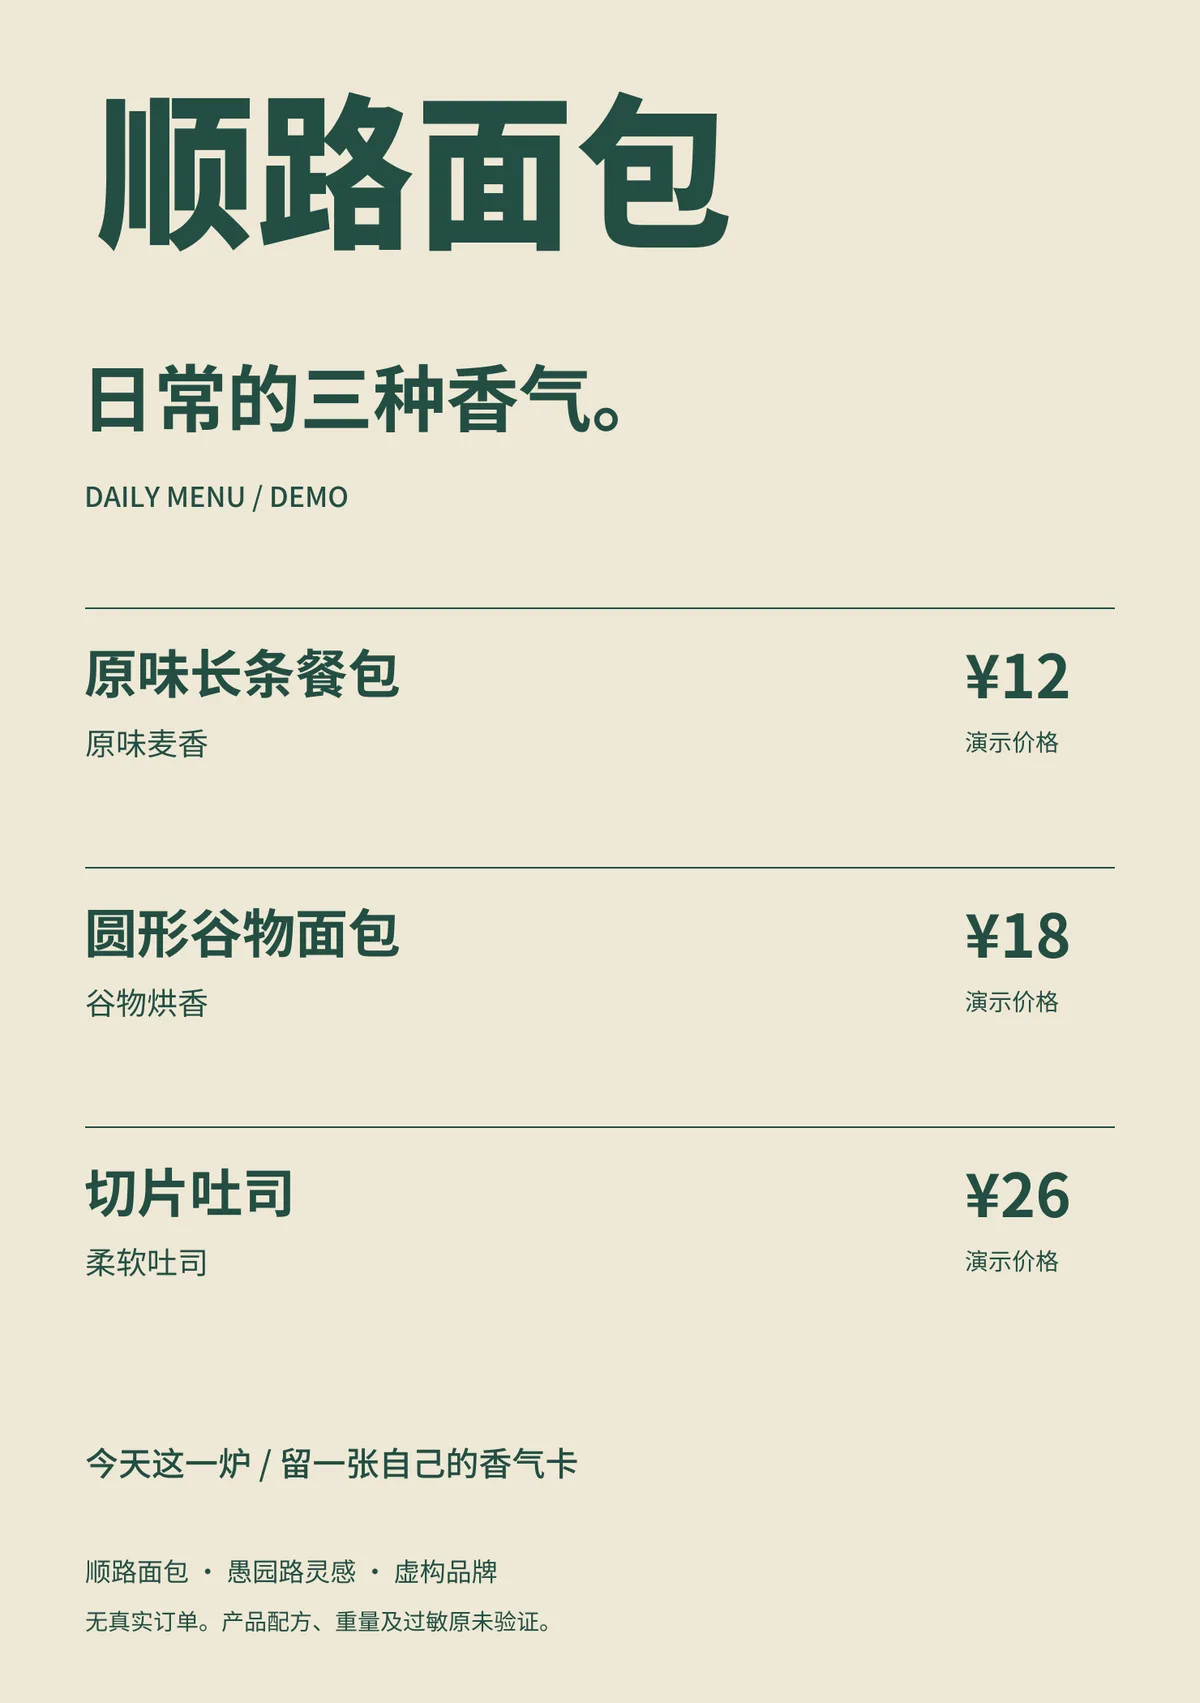 顺路面包
日常的三种香气。
DAILY MENU / DEMO
原味长条餐包 ¥12
原味麦香 演示价格
圆形谷物面包 ¥18
谷物烘香 演示价格
切片吐司 ¥26
柔软吐司 演示价格
今天这一炉 / 留一张自己的香气卡
顺路面包 · 愚园路灵感 · 虚构品牌
无真实订单。产品配方、重量及过敏原未验证。